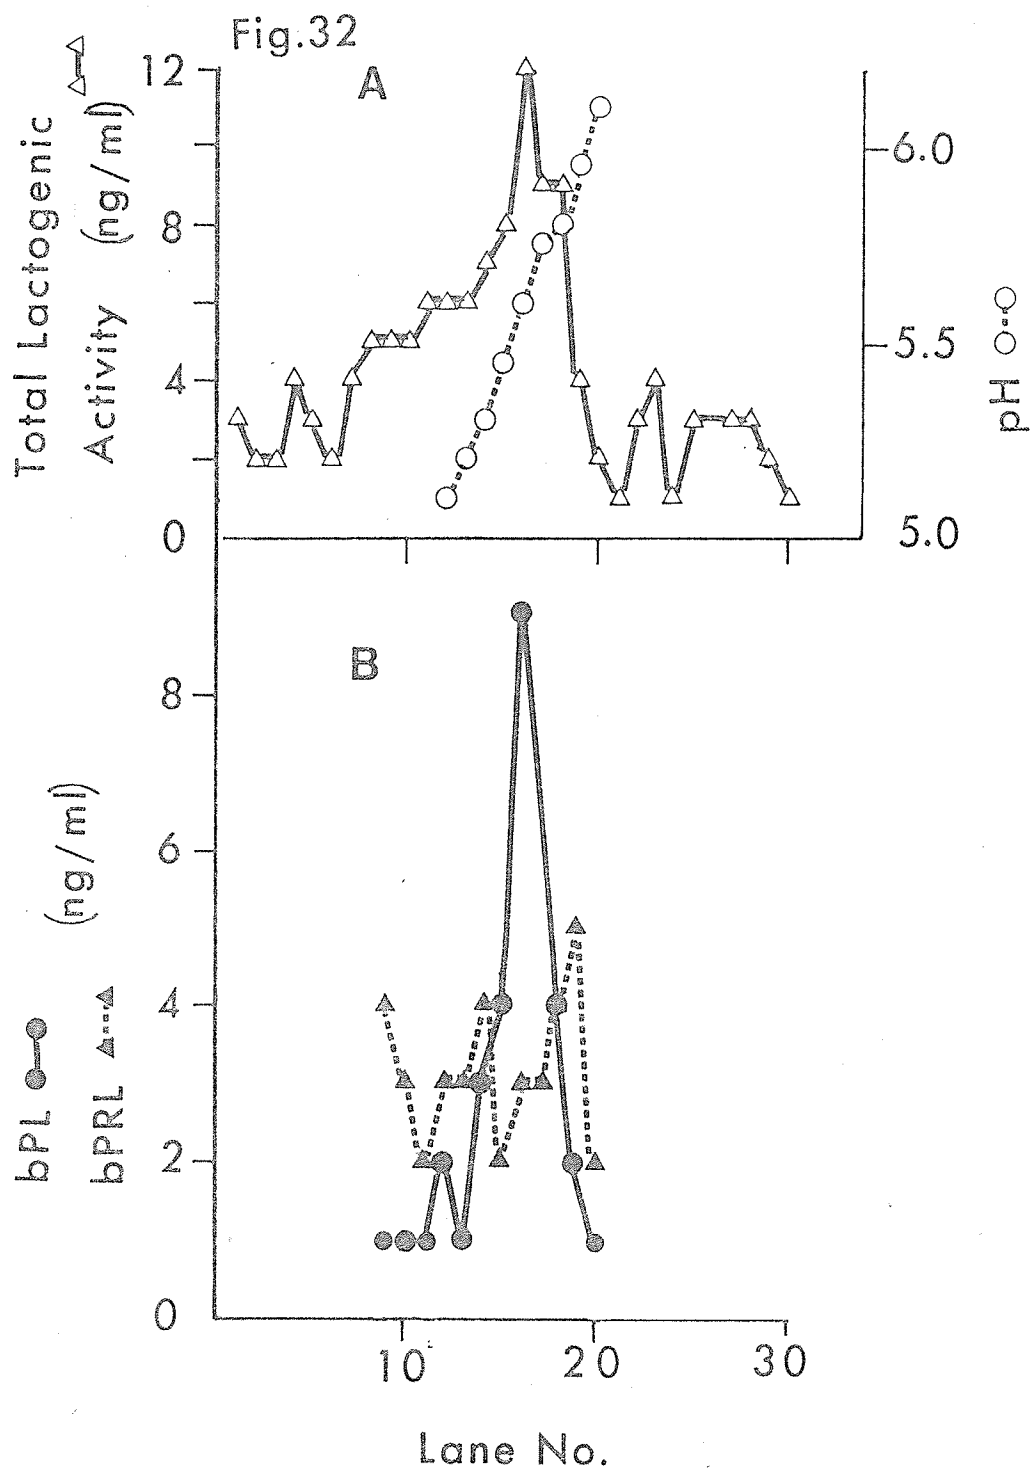 Fig.32
A
Total Lactogenic
Activity (ng/ml)
12
8
4
0
6.0
5.5
5.0
pH
B
bPL
bPRL (ng/ml)
8
6
4
2
0
10
20
30
Lane No.